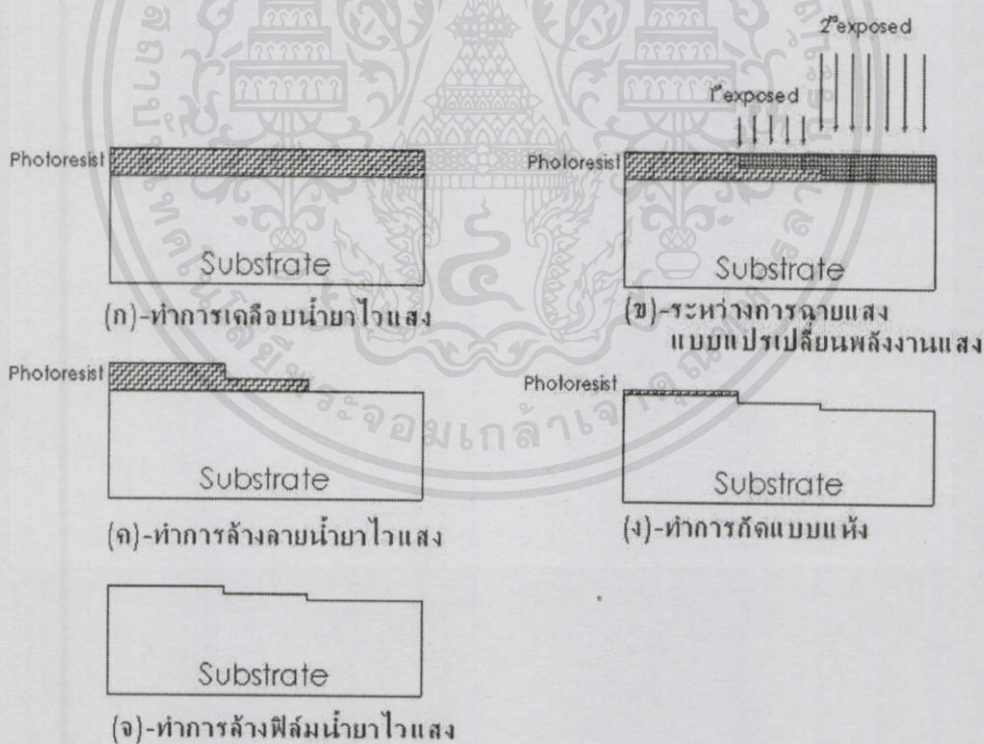 2ndexposed
1stexposed
Photoresist
Substrate
(ก)-ทำการเคลือบน้ำยาไวแสง
Photoresist
Substrate
(ข)-ระหว่างการฉายแสง
แบบแปรเปลี่ยนพลังงานแสง
Photoresist
Substrate
(ค)-ทำการล้างลายน้ำยาไวแสง
Photoresist
Substrate
(ง)-ทำการกัดแบบแห้ง
Substrate
(จ)-ทำการล้างฟิล์มน้ำยาไวแสง